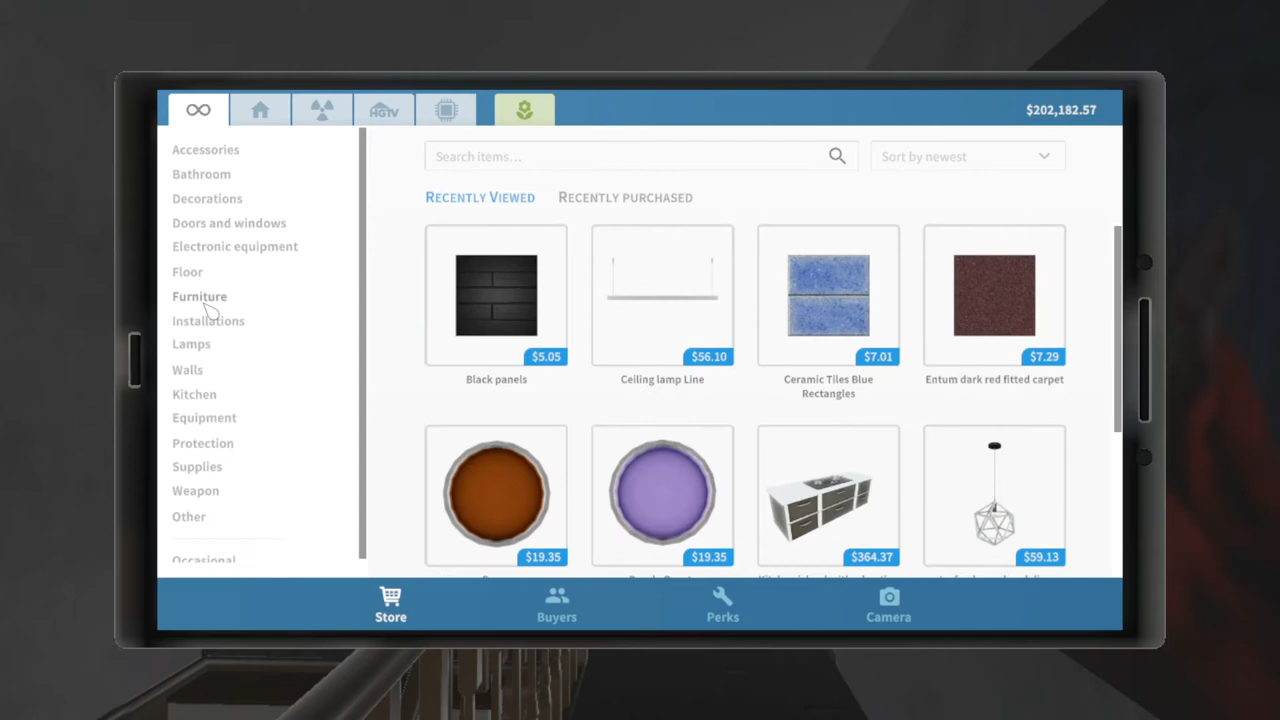 HGTV
$202,182.57
Accessories
Bathroom
Decorations
Doors and windows
Electronic equipment
Floor
Furniture
Installations
Lamps
Walls
Kitchen
Equipment
Protection
Supplies
Weapon
Other
Occasional
Search items...
Sort by newest
Recently Viewed
Recently purchased
$5.05
$56.10
$7.01
$7.29
Black panels
Ceiling lamp Line
Ceramic Tiles Blue
Rectangles
Entum dark red fitted carpet
$19.35
$19.35
$364.37
$59.13
Store
Buyers
Perks
Camera